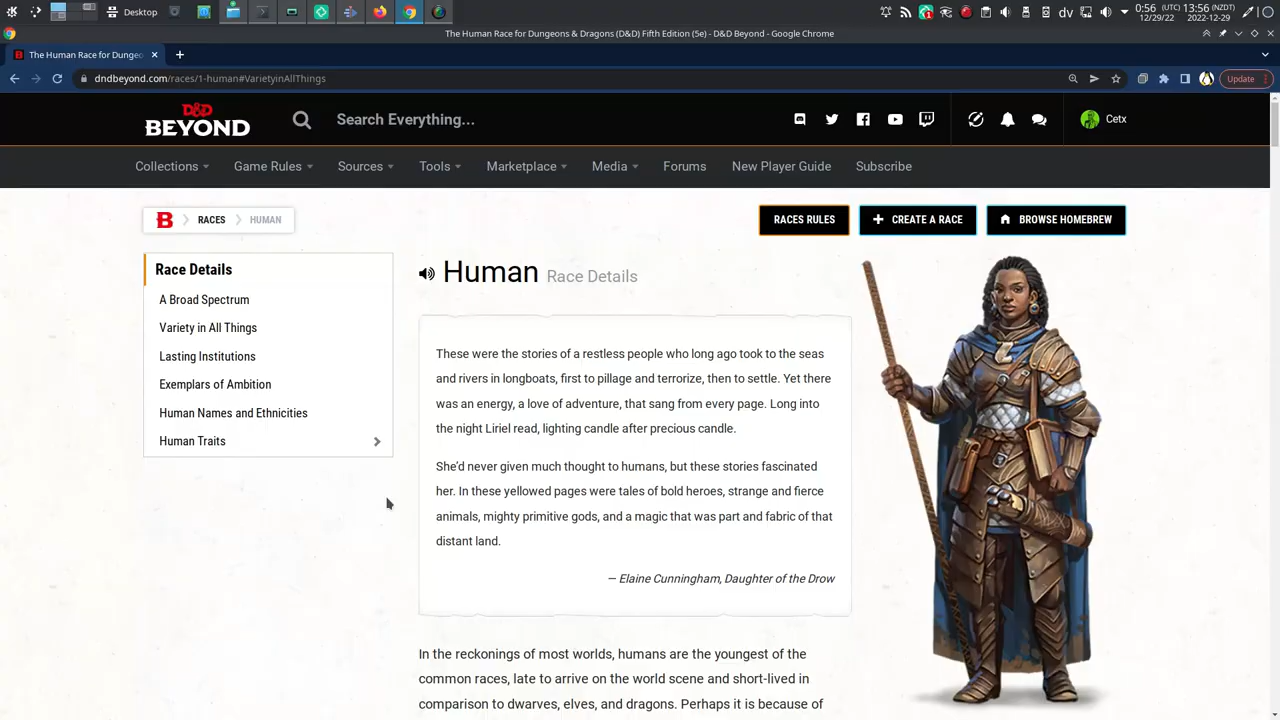 Desktop
1
dv
0:56 (UTC) 13:56 (NZDT)
12/29/22 2022-12-29
The Human Race for Dungeons & Dragons (D&D) Fifth Edition (5e) - D&D Beyond - Google Chrome
B The Human Race for Dunge
dndbeyond.com/races/1-human#VarietyinAllThings
Update
D&D
BEYOND
Search Everything...
Cetx
Collections Game Rules Sources Tools Marketplace Media Forums New Player Guide Subscribe
B RACES HUMAN
RACES RULES
CREATE A RACE
BROWSE HOMEBREW
Race Details
A Broad Spectrum
Variety in All Things
Lasting Institutions
Exemplars of Ambition
Human Names and Ethnicities
Human Traits
Human Race Details
These were the stories of a restless people who long ago took to the seas
and rivers in longboats, first to pillage and terrorize, then to settle. Yet there
was an energy, a love of adventure, that sang from every page. Long into
the night Liriel read, lighting candle after precious candle.
She'd never given much thought to humans, but these stories fascinated
her. In these yellowed pages were tales of bold heroes, strange and fierce
animals, mighty primitive gods, and a magic that was part and fabric of that
distant land.
— Elaine Cunningham, Daughter of the Drow
In the reckonings of most worlds, humans are the youngest of the
common races, late to arrive on the world scene and short-lived in
comparison to dwarves, elves, and dragons. Perhaps it is because of